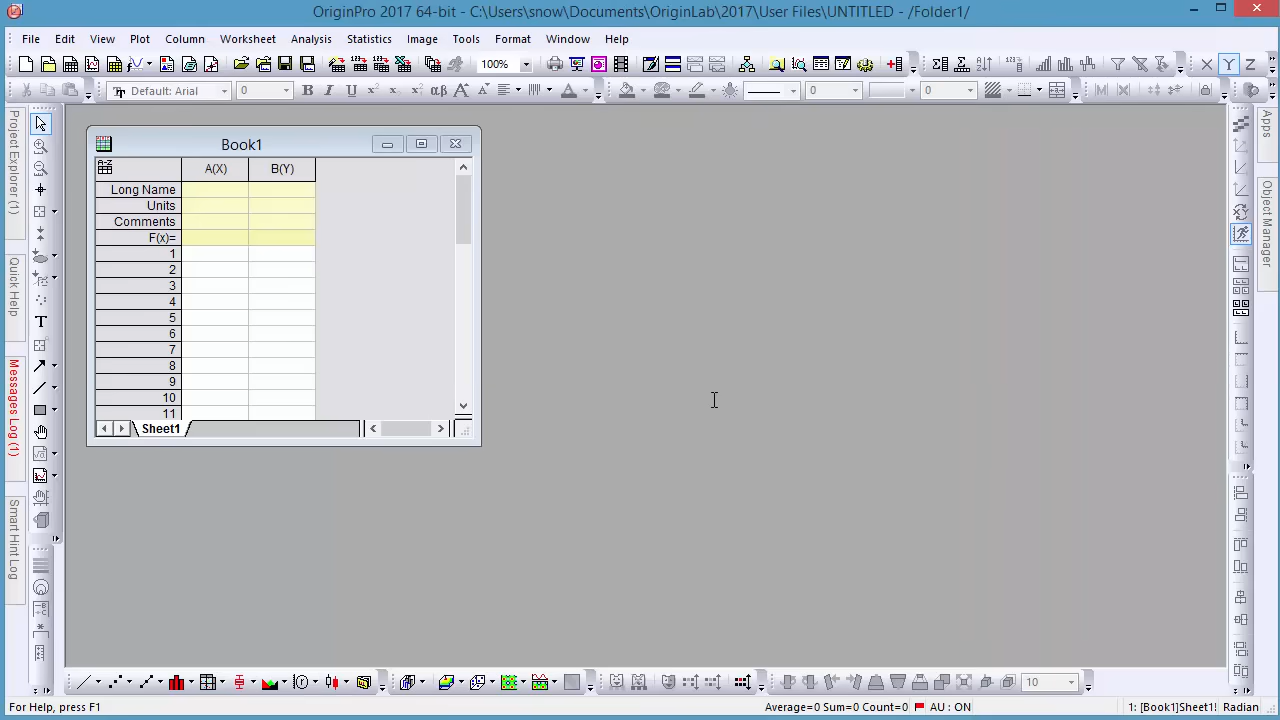 OriginPro 2017 64-bit - C:\Users\snow\Documents\OriginLab\2017\User Files\UNTITLED - /Folder1/
File Edit View Plot Column Worksheet Analysis Statistics Image Tools Format Window Help
100%
Default: Arial 0 B I U 0 0
Project Explorer (1)
Quick Help
Messages Log (1)
Smart Hint Log
Apps
Object Manager
Book1
A(X) B(Y)
Long Name
Units
Comments
F(x)=
1
2
3
4
5
6
7
8
9
10
11
Sheet1
10
For Help, press F1 Average=0 Sum=0 Count=0 AU : ON 1: [Book1]Sheet1! Radian